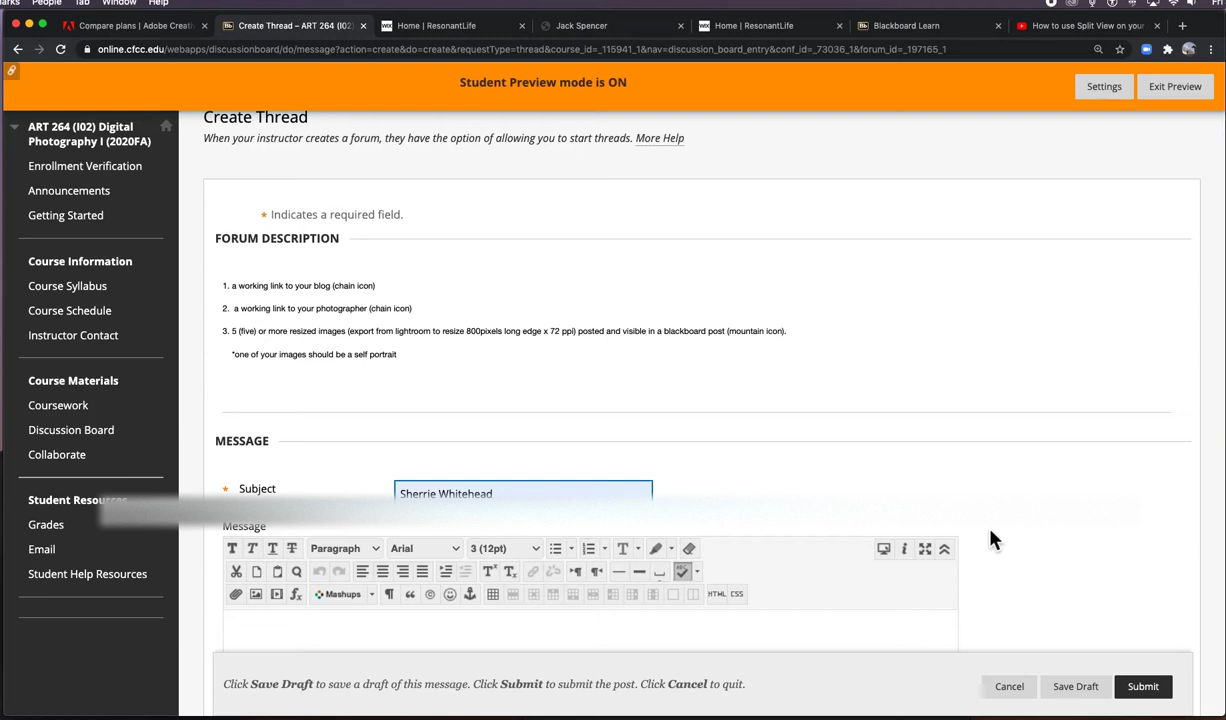 People Tab Window Help
Compare plans | Adobe Creativ Create Thread – ART 264 (I02) Home | ResonantLife Jack Spencer Home | ResonantLife Blackboard Learn How to use Split View on your
online.cfcc.edu/webapps/discussionboard/do/message?action=create&do=create&requestType=thread&course_id=_115941_1&nav=discussion_board_entry&conf_id=_73036_1&forum_id=_197165_1
Student Preview mode is ON
Settings
Exit Preview
ART 264 (I02) Digital
Photography I (2020FA)
Enrollment Verification
Announcements
Getting Started
Course Information
Course Syllabus
Course Schedule
Instructor Contact
Course Materials
Coursework
Discussion Board
Collaborate
Student Resources
Grades
Email
Student Help Resources
Create Thread
When your instructor creates a forum, they have the option of allowing you to start threads. More Help
* Indicates a required field.
FORUM DESCRIPTION
1. a working link to your blog (chain icon)
2. a working link to your photographer (chain icon)
3. 5 (five) or more resized images (export from lightroom to resize 800pixels long edge x 72 ppi) posted and visible in a blackboard post (mountain icon).
*one of your images should be a self portrait
MESSAGE
* Subject
Sherrie Whitehead
Message
T T T T Paragraph Arial 3 (12pt)
Mashups HTML CSS
Click Save Draft to save a draft of this message. Click Submit to submit the post. Click Cancel to quit.
Cancel
Save Draft
Submit